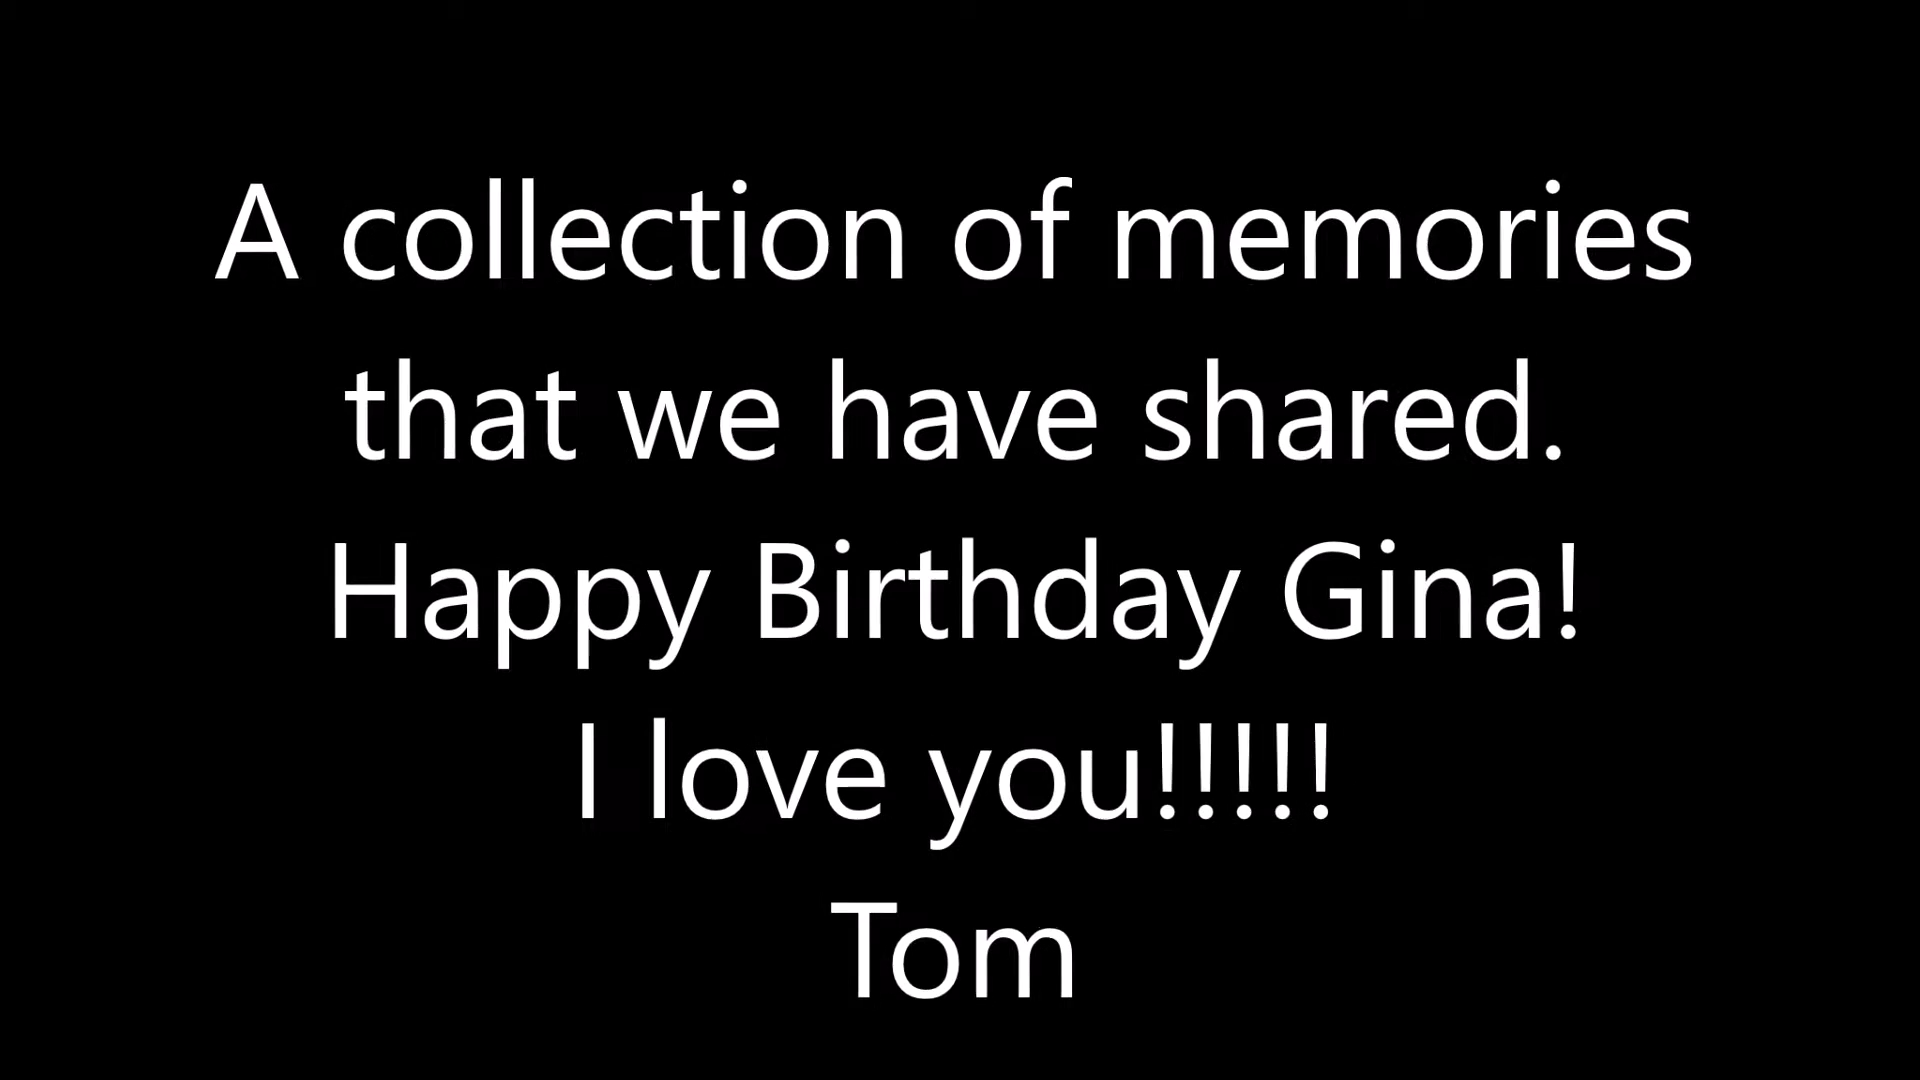 A collection of memories
that we have shared.
Happy Birthday Gina!
I love you!!!!!
Tom